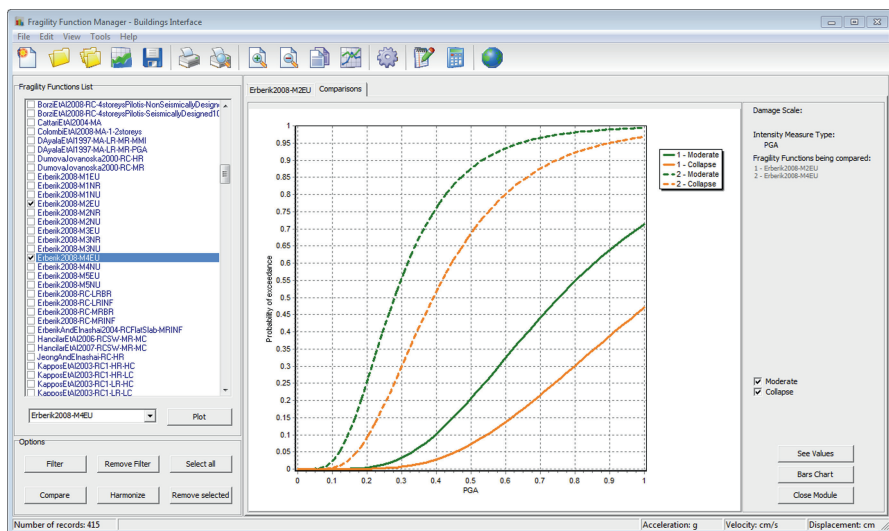 Fragility Function Manager - Buildings Interface
File Edit View Tools Help
Fragility Functions List
BorziEtAl2008-RC-4storeysPilotis-NonSeismicallyDesigne
BorziEtAl2008-RC-4storeysPilotis-SeismicallyDesigned10
CattariEtAl2004-MA
ColombiEtAl2008-MA-1-2storeys
DAyalaEtAl1997-MA-LR-MR-MMI
DAyalaEtAl1997-MA-LR-MR-PGA
DumovaJovanoska2000-RC-HR
DumovaJovanoska2000-RC-MR
Erberik2008-M1EU
Erberik2008-M1NR
Erberik2008-M1NU
Erberik2008-M2EU
Erberik2008-M2NR
Erberik2008-M2NU
Erberik2008-M3EU
Erberik2008-M3NR
Erberik2008-M3NU
Erberik2008-M4EU
Erberik2008-M4NU
Erberik2008-M5EU
Erberik2008-M5NU
Erberik2008-RC-LRBR
Erberik2008-RC-LRINF
Erberik2008-RC-MRBR
Erberik2008-RC-MRINF
ErberikAndElnashai2004-RCFlatSlab-MRINF
HancilarEtAl2006-RCSW-MR-MC
HancilarEtAl2007-RCSW-MR-MC
JeongAndElnashai-RC-HR
KapposEtAl2003-RC1-HR-HC
KapposEtAl2003-RC1-HR-LC
KapposEtAl2003-RC1-LR-HC
KapposEtAl2003-RC1-LR-LC
Erberik2008-M4EU
Plot
Options
Filter Remove Filter Select all
Compare Harmonize Remove selected
Erberik2008-M2EU Comparisons
Probability of exceedance
1
0.95
0.9
0.85
0.8
0.75
0.7
0.65
0.6
0.55
0.5
0.45
0.4
0.35
0.3
0.25
0.2
0.15
0.1
0.05
0
0 0.1 0.2 0.3 0.4 0.5 0.6 0.7 0.8 0.9 1
PGA
1 - Moderate
1 - Collapse
2 - Moderate
2 - Collapse
Damage Scale:
Intensity Measure Type:
PGA
Fragility Functions being compared:
1 - Erberik2008-M2EU
2 - Erberik2008-M4EU
Moderate
Collapse
See Values
Bars Chart
Close Module
Number of records: 415
Acceleration: g Velocity: cm/s Displacement: cm